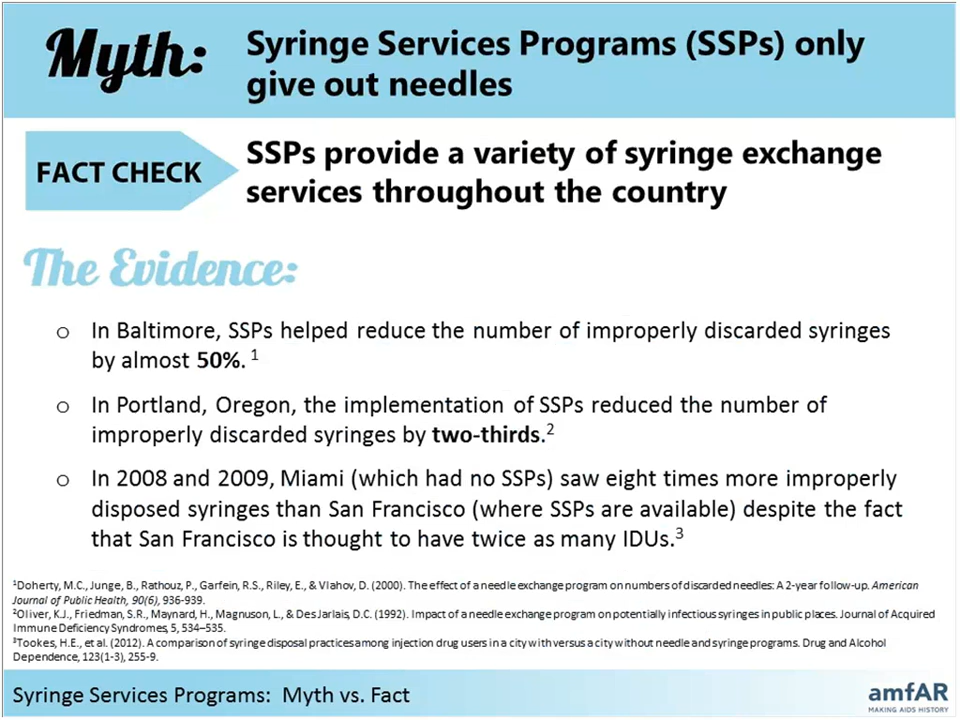 Myth:
Syringe Services Programs (SSPs) only
give out needles
FACT CHECK
SSPs provide a variety of syringe exchange
services throughout the country
The Evidence:
o In Baltimore, SSPs helped reduce the number of improperly discarded syringes
by almost 50%. 1
o In Portland, Oregon, the implementation of SSPs reduced the number of
improperly discarded syringes by two-thirds.2
o In 2008 and 2009, Miami (which had no SSPs) saw eight times more improperly
disposed syringes than San Francisco (where SSPs are available) despite the fact
that San Francisco is thought to have twice as many IDUs.3
1Doherty, M.C., Junge, B., Rathouz, P., Garfein, R.S., Riley, E., & Vlahov, D. (2000). The effect of a needle exchange program on numbers of discarded needles: A 2-year follow-up. American
Journal of Public Health, 90(6), 936-939.
2Oliver, K.J., Friedman, S.R., Maynard, H., Magnuson, L., & Des Jarlais, D.C. (1992). Impact of a needle exchange program on potentially infectious syringes in public places. Journal of Acquired
Immune Deficiency Syndromes, 5, 534–535.
3Tookes, H.E., et al. (2012). A comparison of syringe disposal practices among injection drug users in a city with versus a city without needle and syringe programs. Drug and Alcohol
Dependence, 123(1-3), 255-9.
Syringe Services Programs: Myth vs. Fact
amfAR
MAKING AIDS HISTORY